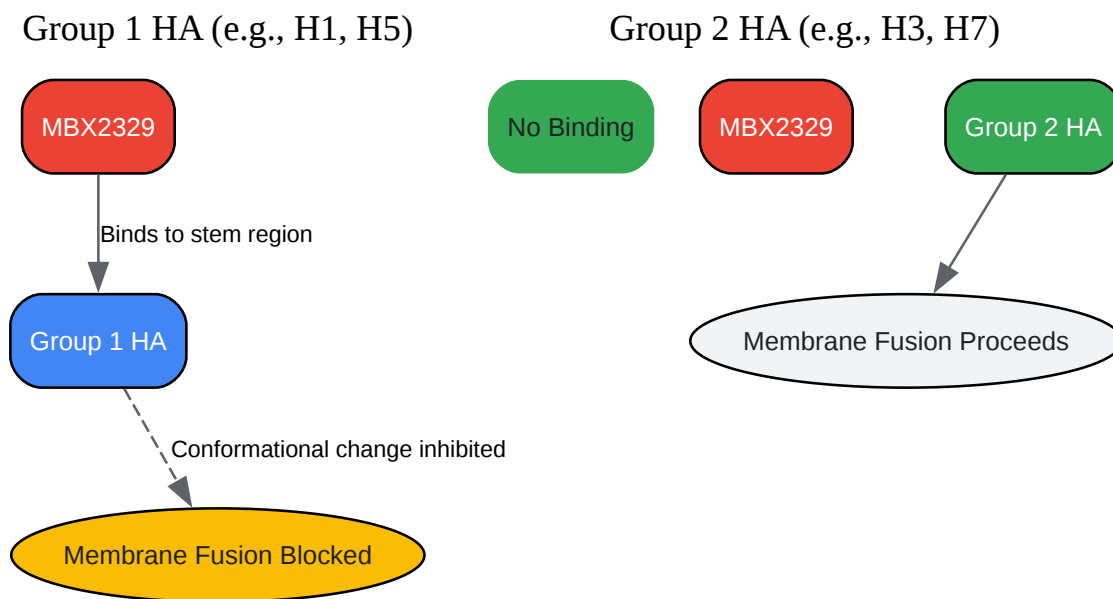 Group 1 HA (e.g., H1, H5)
MBX2329
Binds to stem region
Group 1 HA
Conformational change inhibited
Membrane Fusion Blocked
Group 2 HA (e.g., H3, H7)
No Binding
MBX2329
Group 2 HA
Membrane Fusion Proceeds